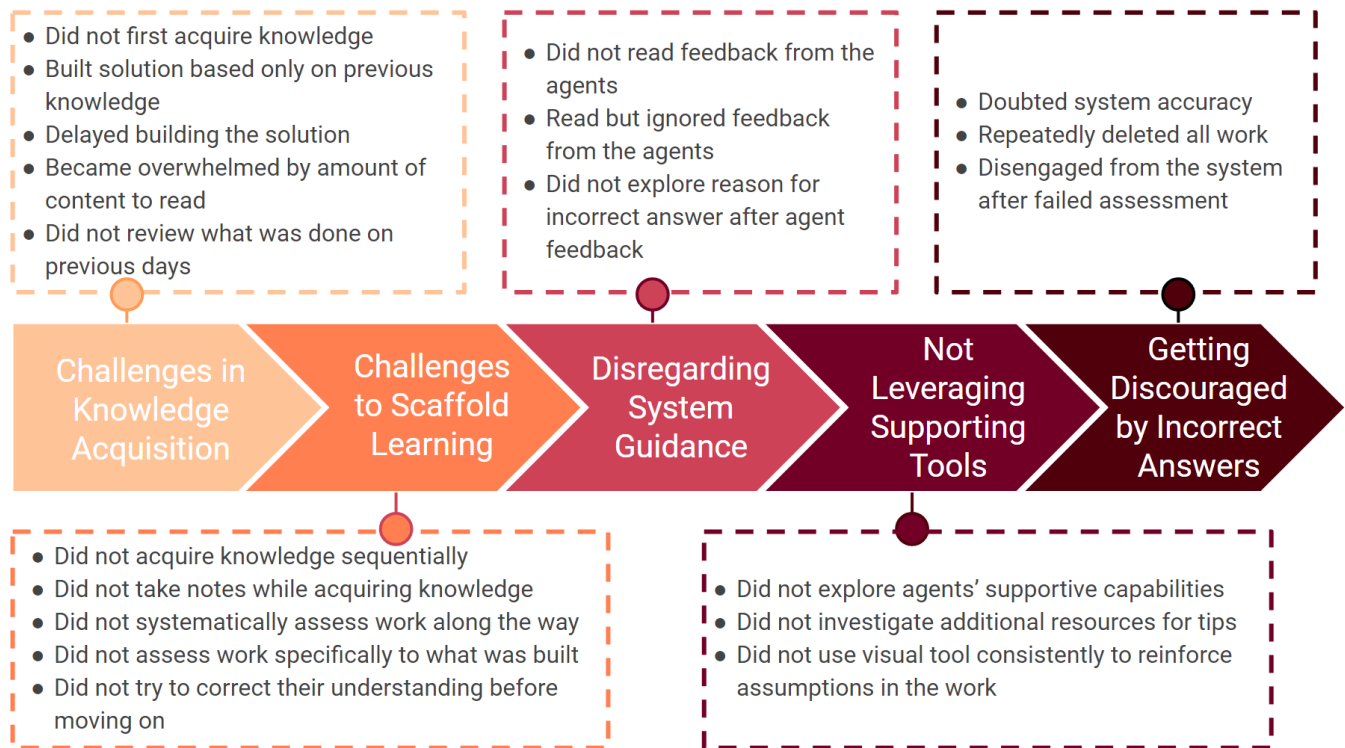 ● Did not first acquire knowledge
● Built solution based only on previous
knowledge
● Delayed building the solution
● Became overwhelmed by amount of
content to read
● Did not review what was done on
previous days
● Did not read feedback from the
agents
● Read but ignored feedback
from the agents
● Did not explore reason for
incorrect answer after agent
feedback
● Doubted system accuracy
● Repeatedly deleted all work
● Disengaged from the system
after failed assessment
Challenges in
Knowledge
Acquisition
Challenges
to Scaffold
Learning
Disregarding
System
Guidance
Not
Leveraging
Supporting
Tools
Getting
Discouraged
by Incorrect
Answers
● Did not acquire knowledge sequentially
● Did not take notes while acquiring knowledge
● Did not systematically assess work along the way
● Did not assess work specifically to what was built
● Did not try to correct their understanding before
moving on
● Did not explore agents’ supportive capabilities
● Did not investigate additional resources for tips
● Did not use visual tool consistently to reinforce
assumptions in the work